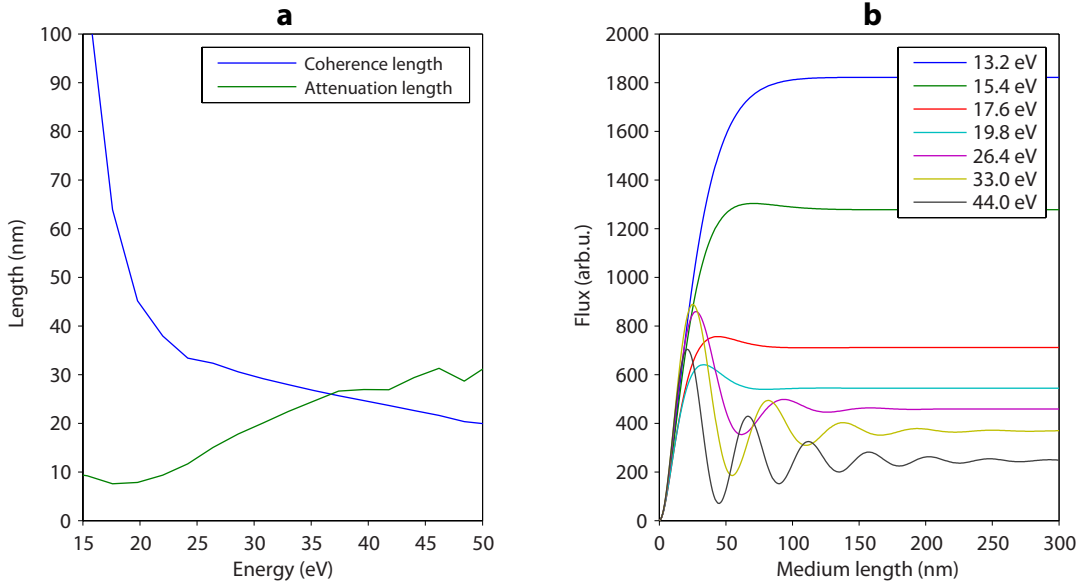 a
Coherence length
Attenuation length
100
90
80
70
60
50
40
30
20
10
0
Length (nm)
15 20 25 30 35 40 45 50
Energy (eV)
b
13.2 eV
15.4 eV
17.6 eV
19.8 eV
26.4 eV
33.0 eV
44.0 eV
2000
1800
1600
1400
1200
1000
800
600
400
200
0
Flux (arb.u.)
0 50 100 150 200 250 300
Medium length (nm)